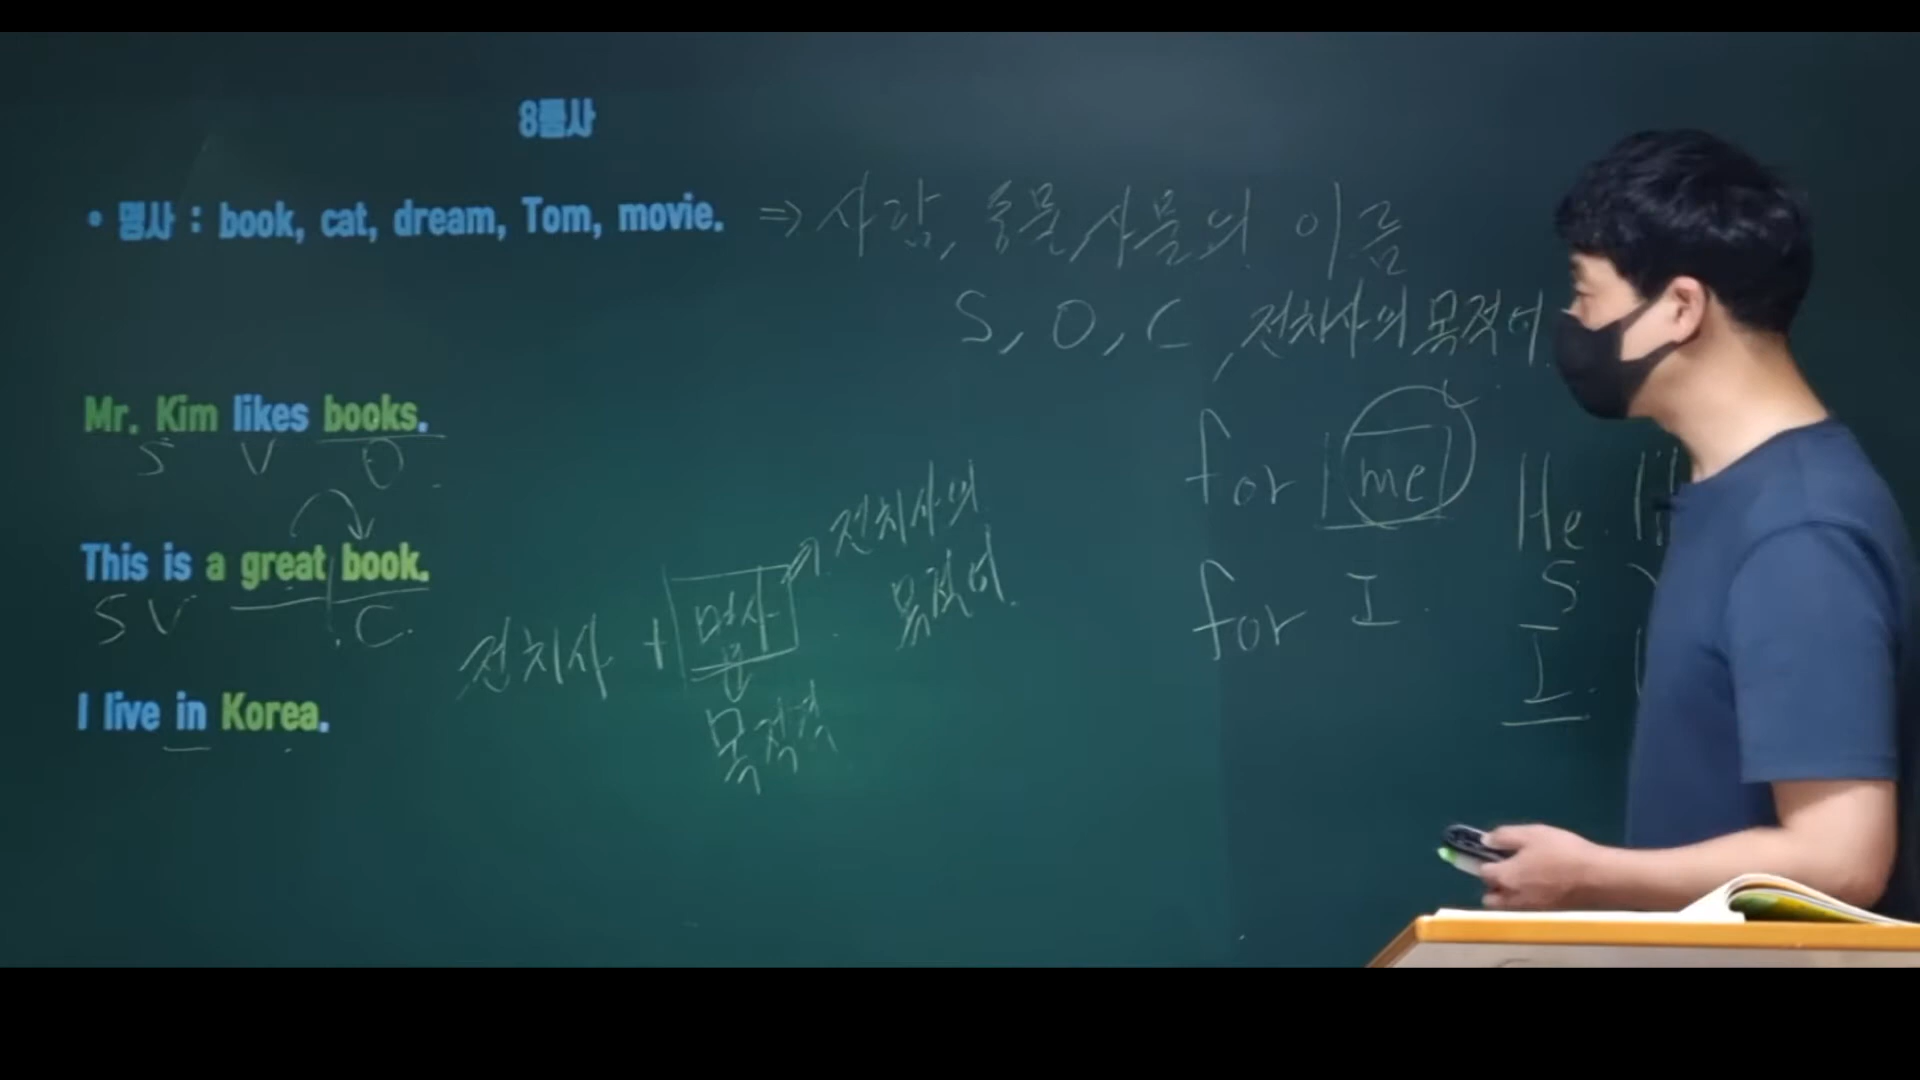 8품사
• 명사 : book, cat, dream, Tom, movie. ⇒ 사람, 동물, 사물의 이름
S, O, C, 전치사의 목적어
Mr. Kim likes books.
S V O
This is a great book.
S V C
I live in Korea.
전치사 + 명사
전치사의
목적어
목적격
for me
for I.
He
S
I